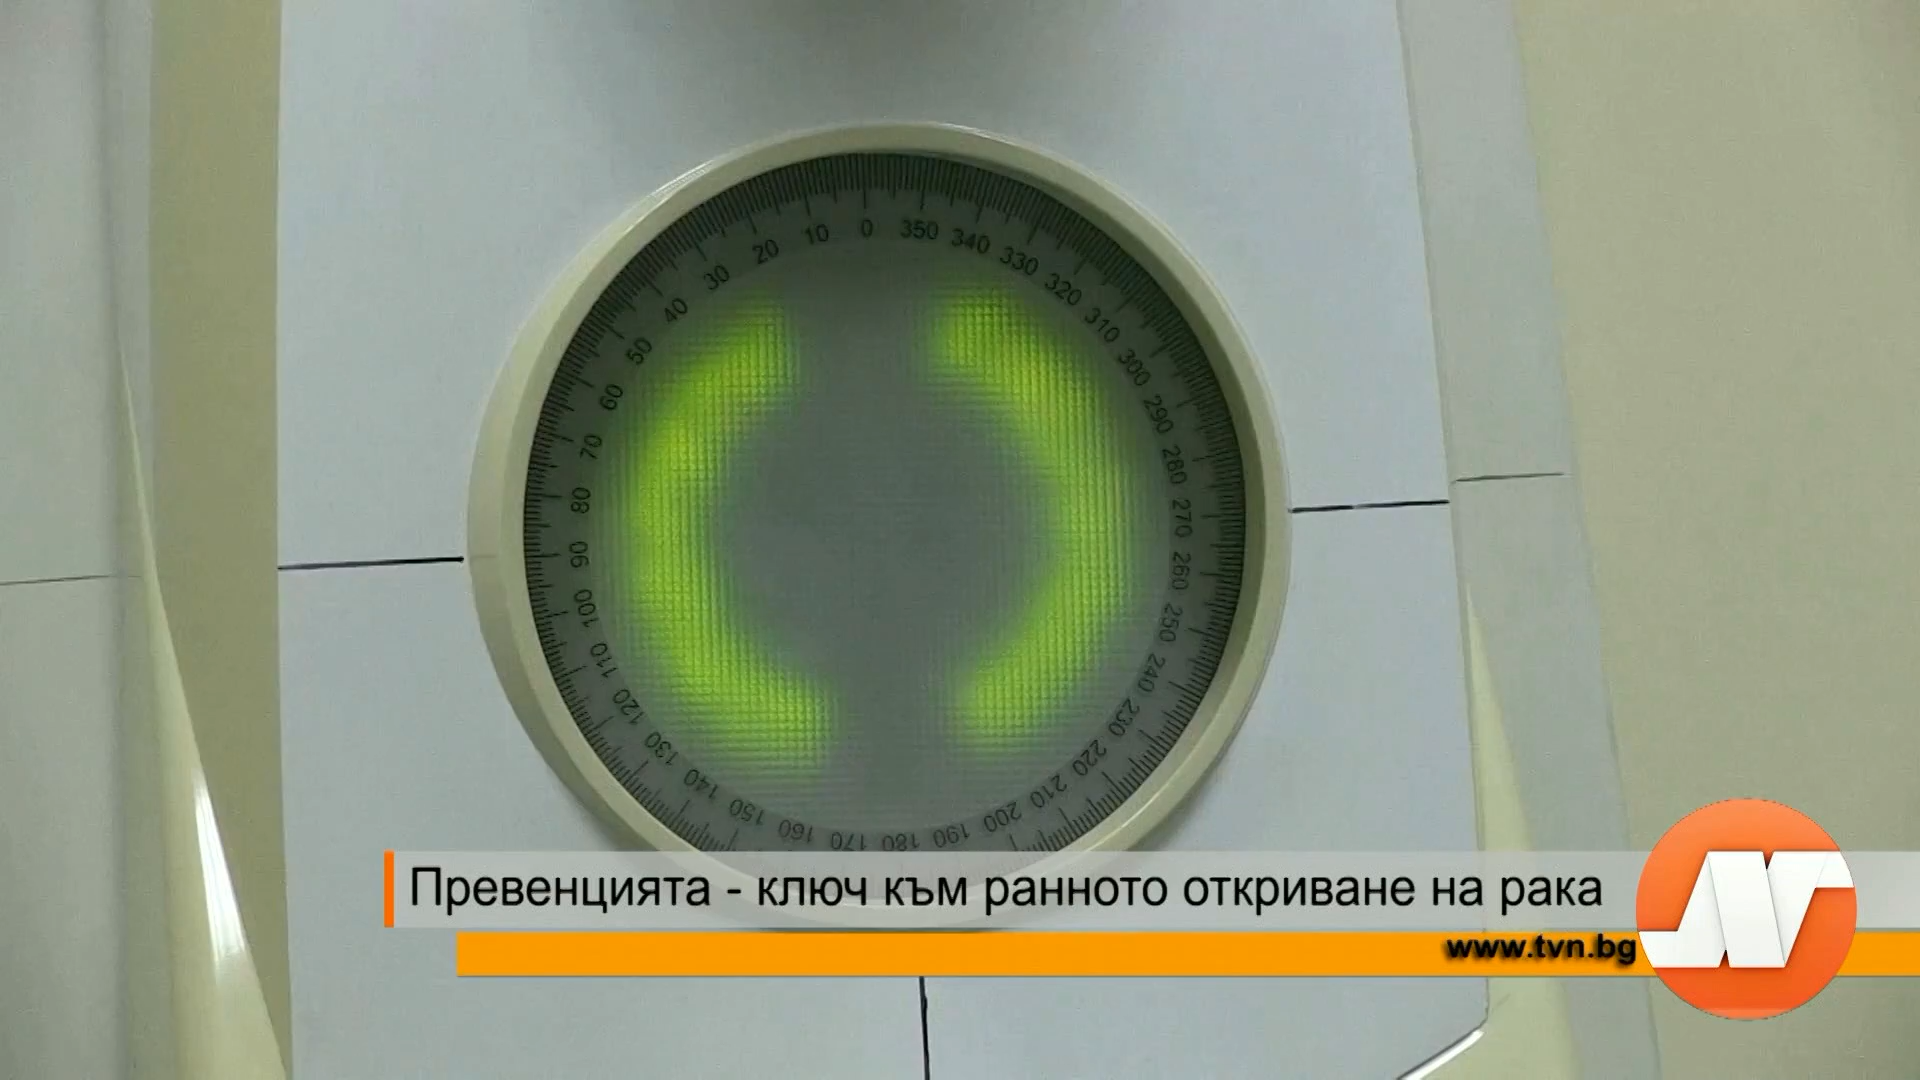 0 350 340 330 320 310 300 290 280 270 260 250 240 230 220 210 200 190 180 170 160 150 140 130 120 110 100 90 80 70 60 50 40 30 20 10
Превенцията - ключ към ранното откриване на рака
www.tvn.bg